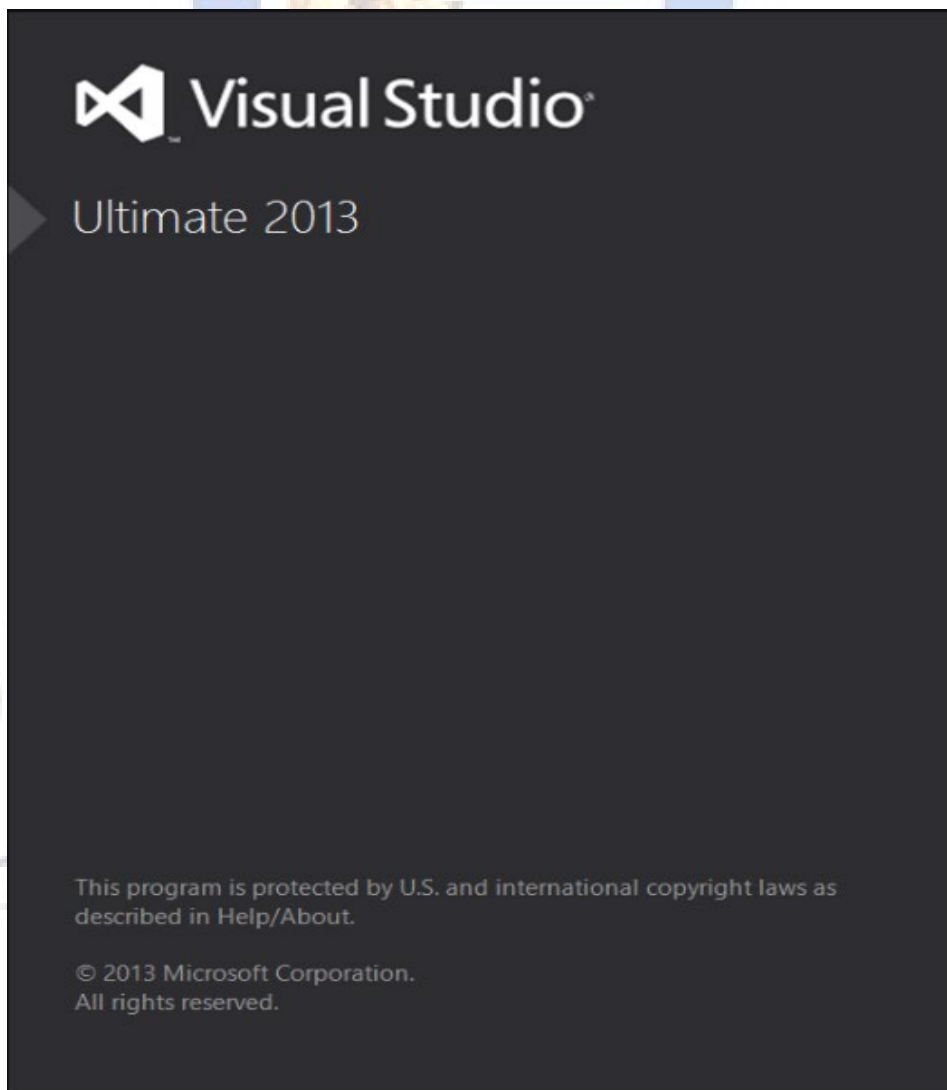 Visual Studio
Ultimate 2013
This program is protected by U.S. and international copyright laws as
described in Help/About.
© 2013 Microsoft Corporation.
All rights reserved.